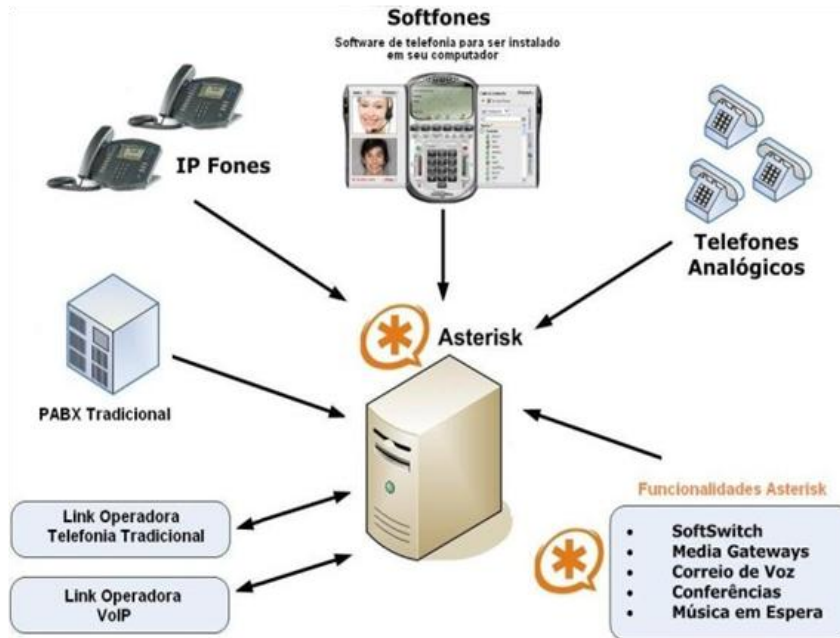 Softfones
Software de telefonia para ser instalado
em seu computador
IP Fones
Telefones
Analógicos
Asterisk
PABX Tradicional
Link Operadora
Telefonia Tradicional
Link Operadora
VoIP
Funcionalidades Asterisk
• SoftSwitch
• Media Gateways
• Correio de Voz
• Conferências
• Música em Espera